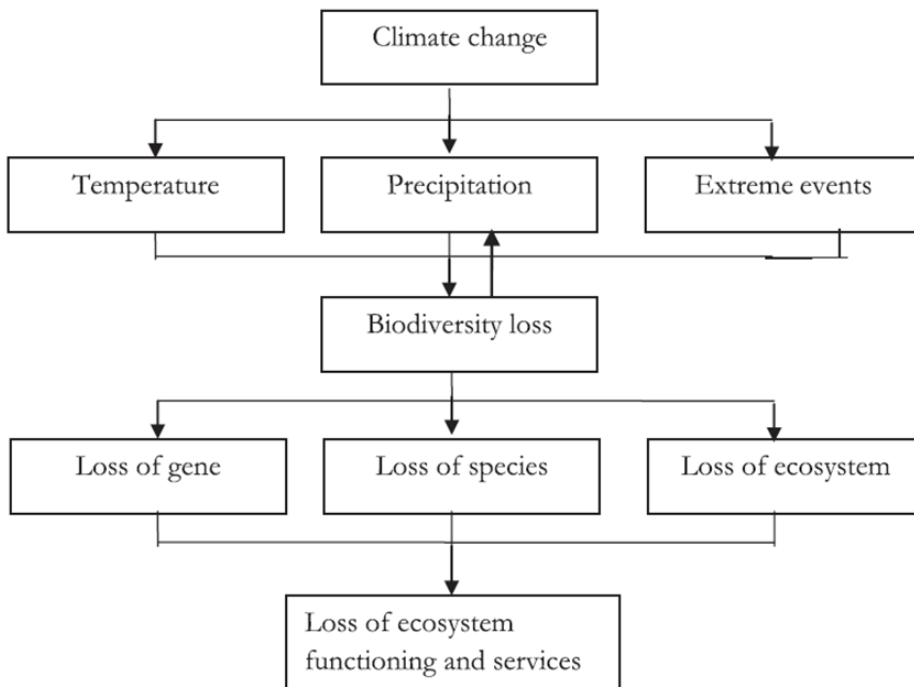 Climate change
Temperature
Precipitation
Extreme events
Biodiversity loss
Loss of gene
Loss of species
Loss of ecosystem
Loss of ecosystem
functioning and services